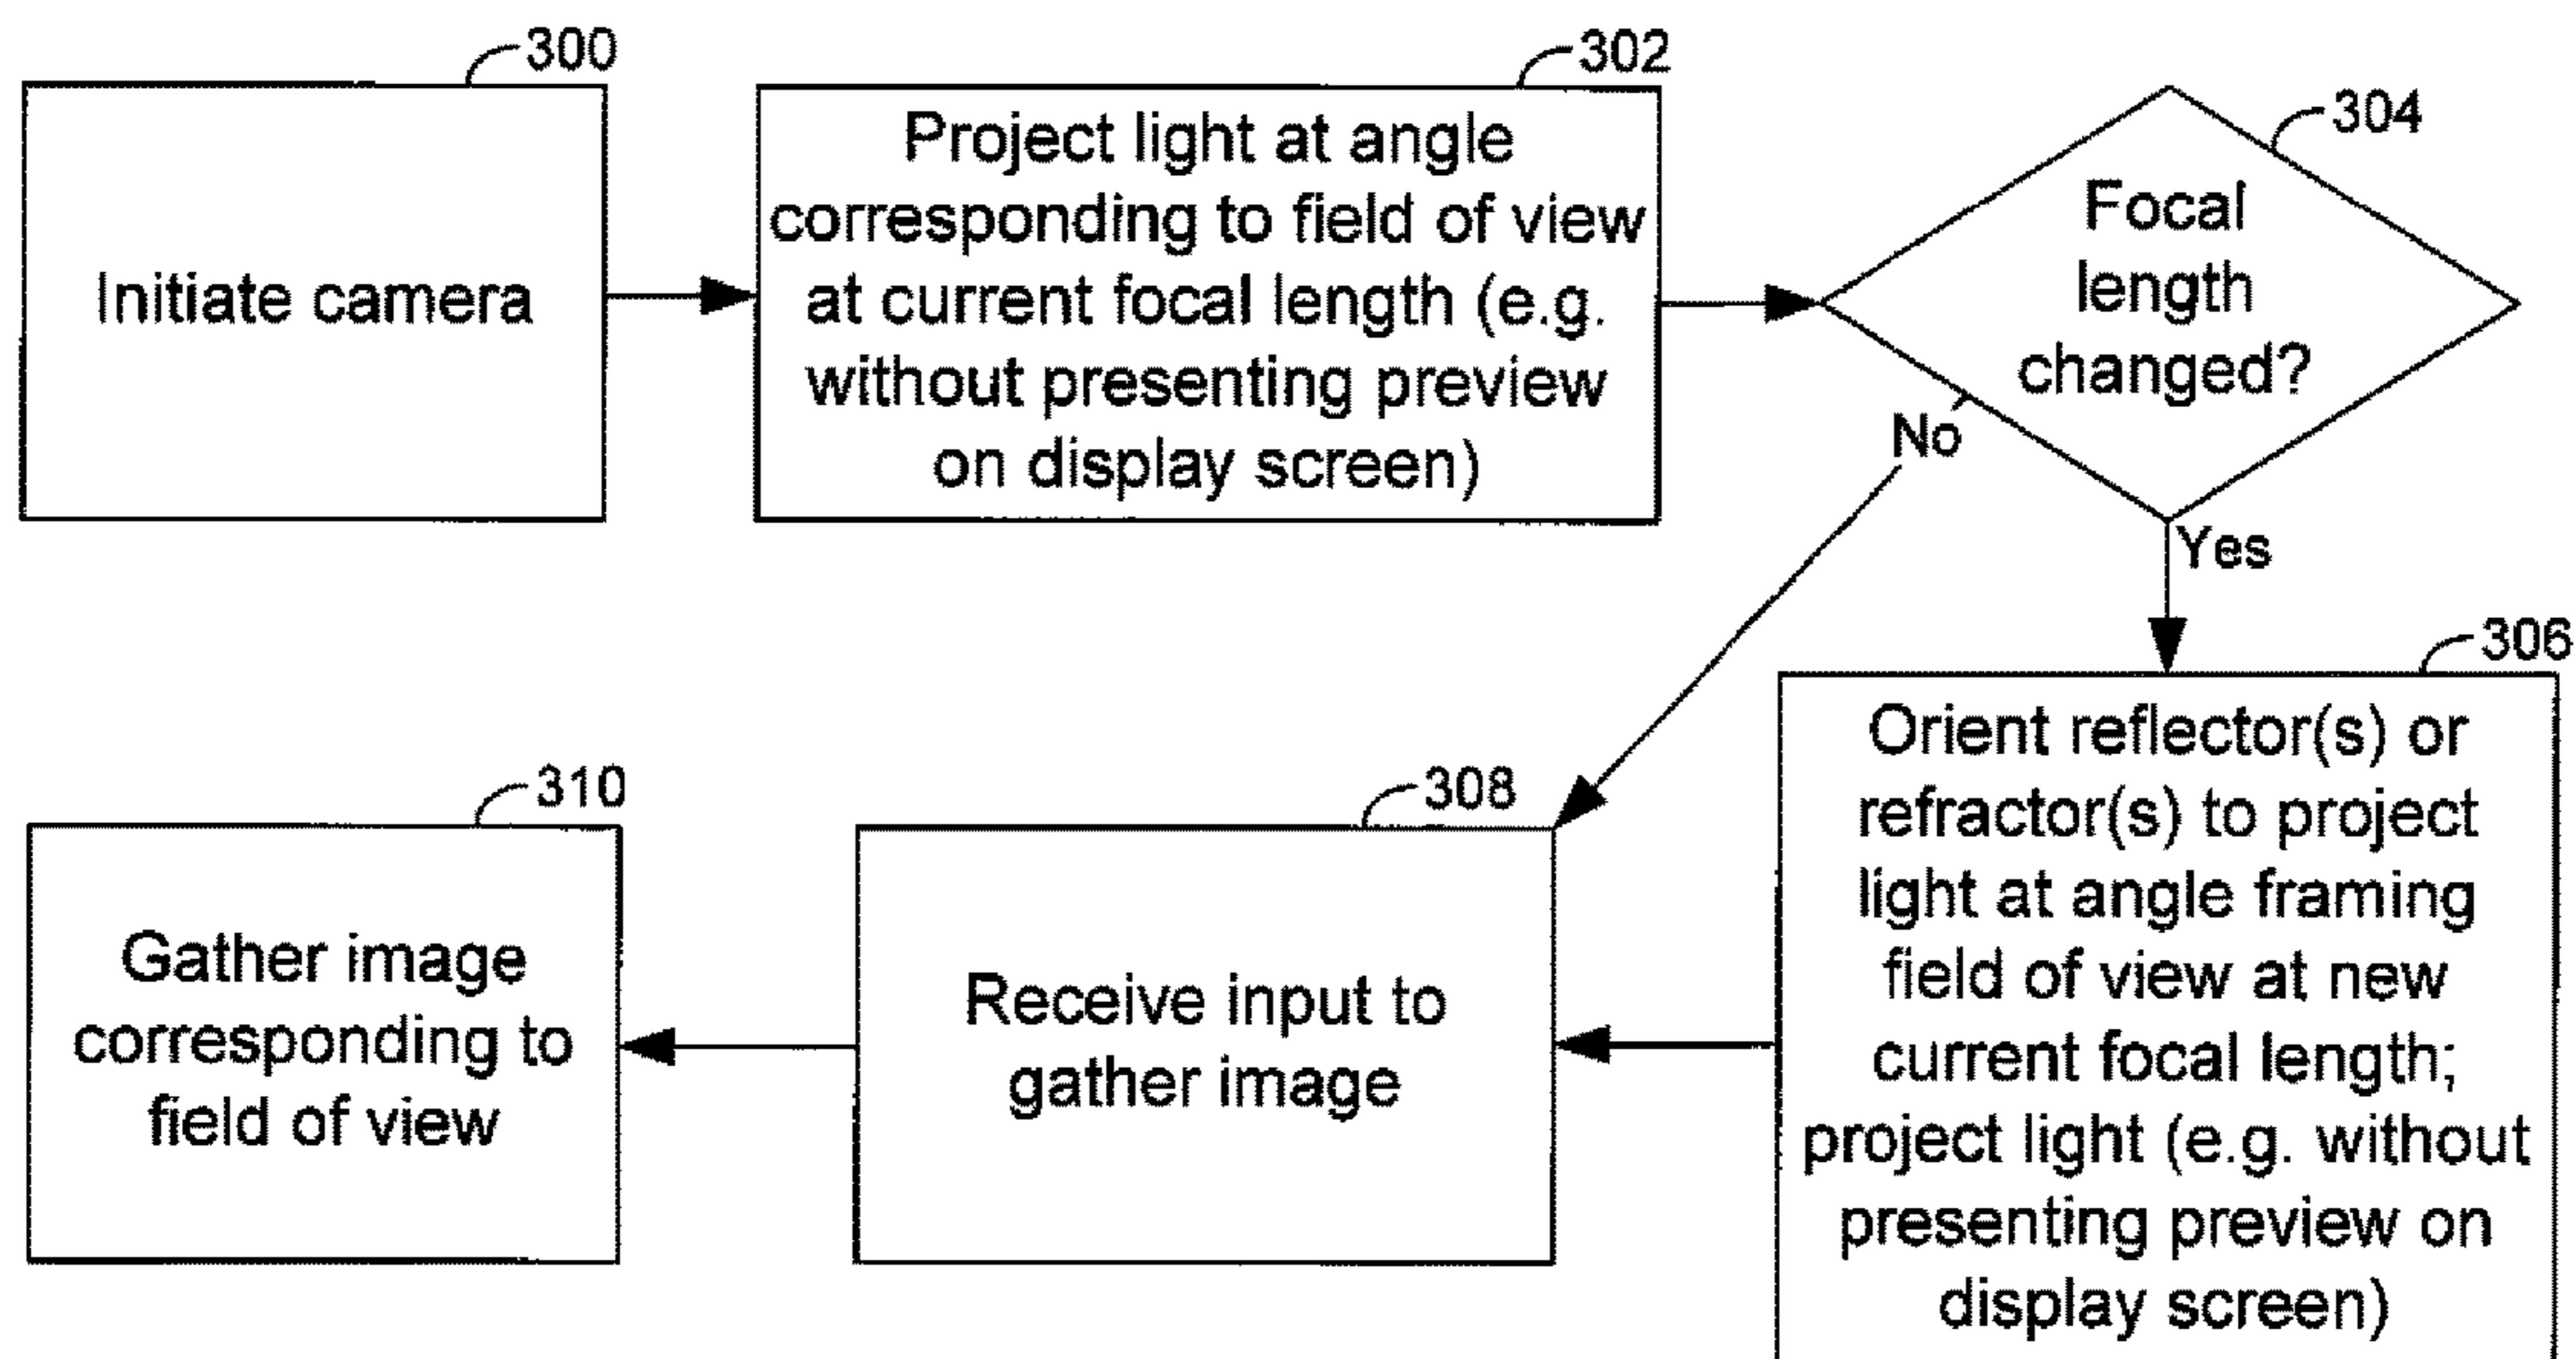 300
Initiate camera
302
Project light at angle
corresponding to field of view
at current focal length (e.g.
without presenting preview
on display screen)
304
Focal
length
changed?
No
Yes
306
Orient reflector(s) or
refractor(s) to project
light at angle framing
field of view at new
current focal length;
project light (e.g. without
presenting preview on
display screen)
308
Receive input to
gather image
310
Gather image
corresponding to
field of view